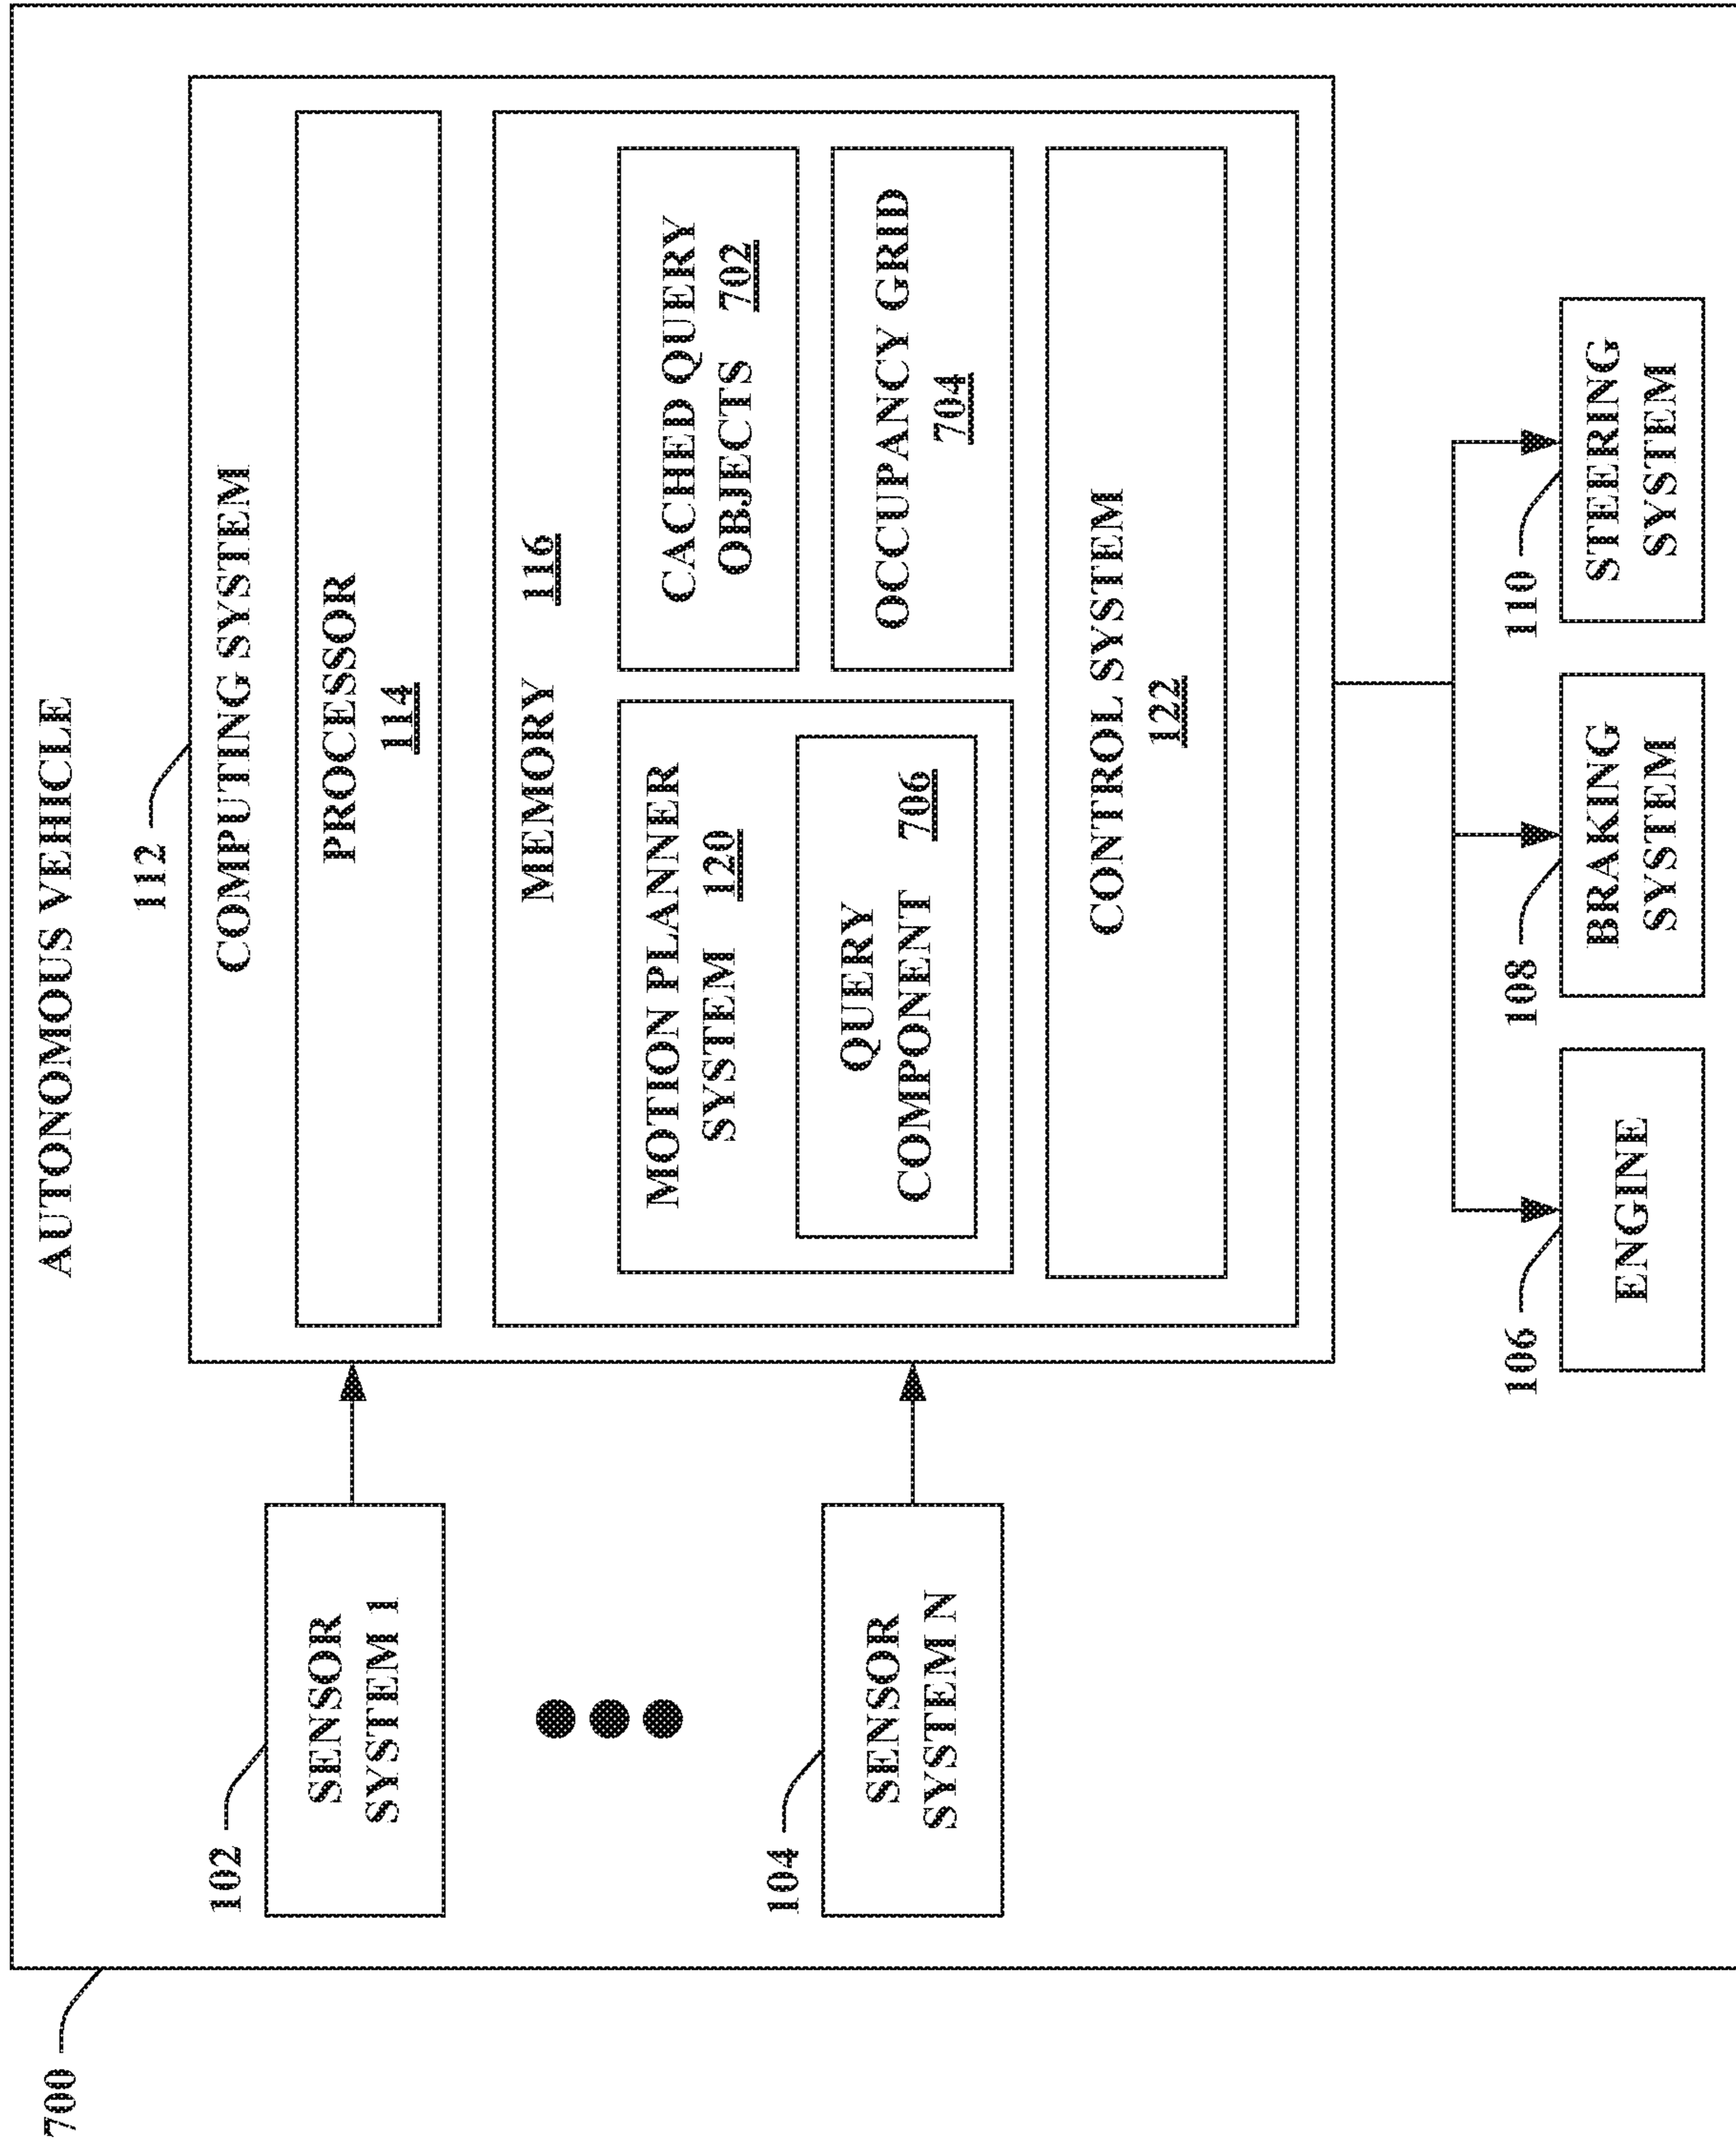 700
AUTONOMOUS VEHICLE
112
COMPUTING SYSTEM
PROCESSOR
114
MEMORY 116
MOTION PLANNER
SYSTEM 120
QUERY
COMPONENT 706
CACHED QUERY
OBJECTS 702
OCCUPANCY GRID
704
CONTROL SYSTEM
122
102
SENSOR
SYSTEM 1
104
SENSOR
SYSTEM N
106
ENGINE
108
BRAKING
SYSTEM
110
STEERING
SYSTEM